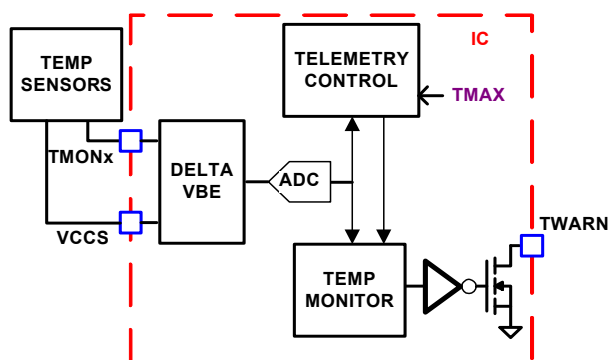 IC
TEMP
SENSORS
TELEMETRY
CONTROL
TMAX
TMONx
DELTA
VBE
ADC
VCCS
TWARN
TEMP
MONITOR